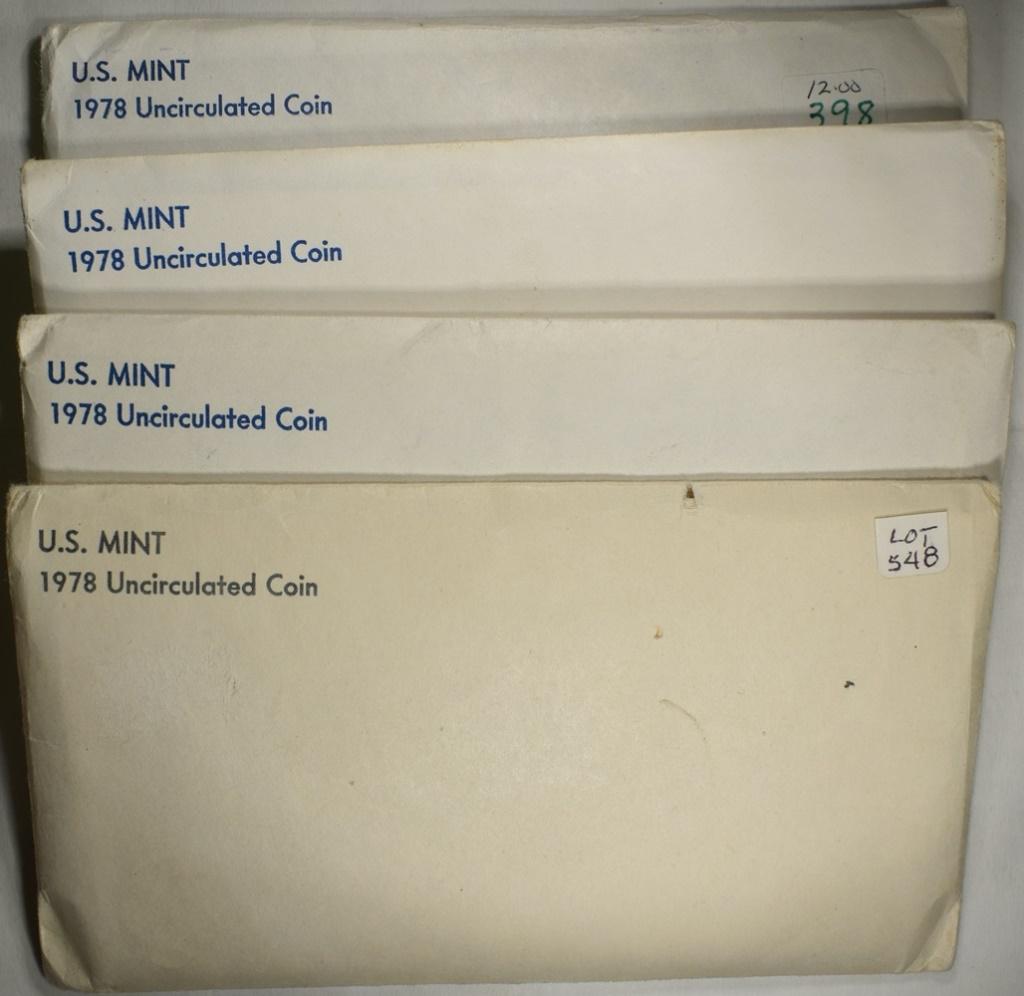 U.S. MINT
1978 Uncirculated Coin
12.00
398
U.S. MINT
1978 Uncirculated Coin
U.S. MINT
1978 Uncirculated Coin
U.S. MINT
1978 Uncirculated Coin
LOT
548